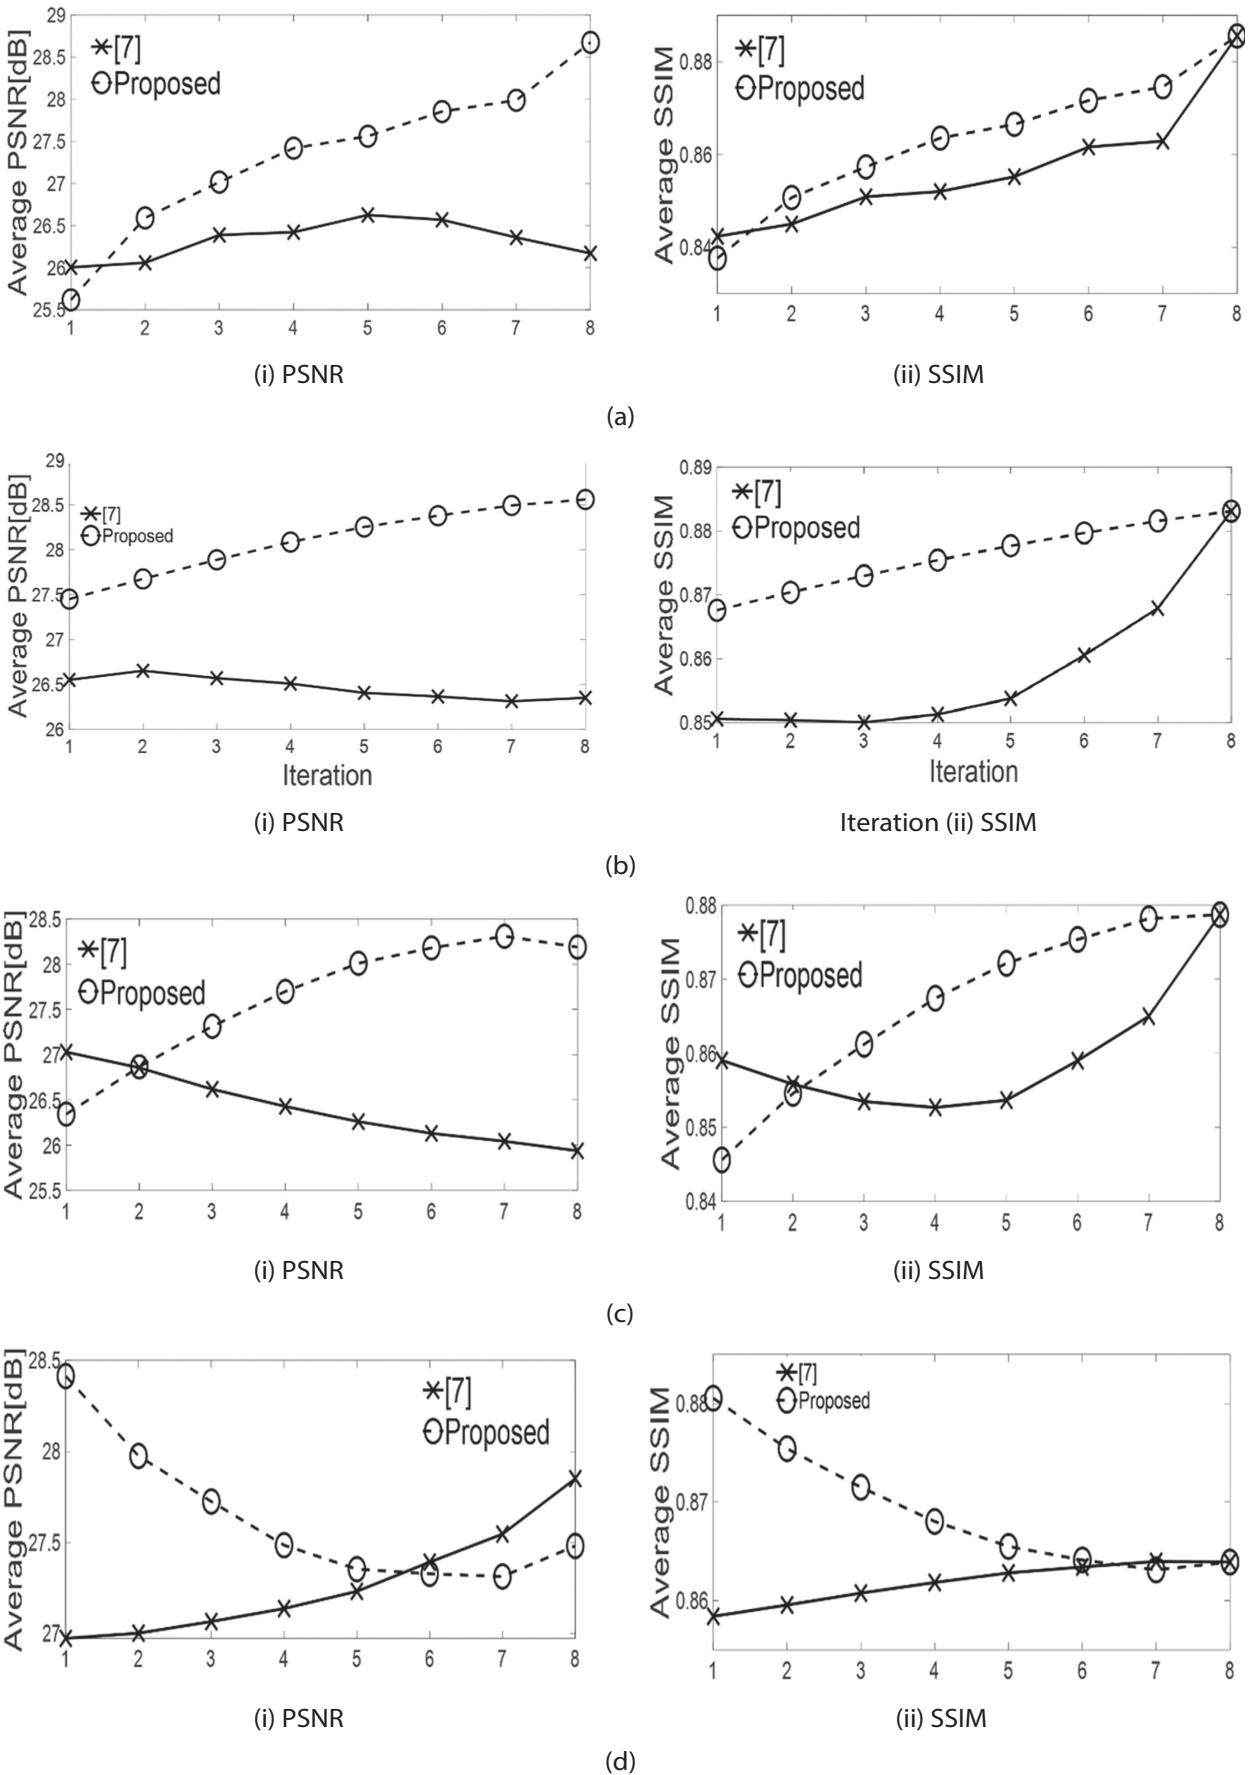 Average PSNR[dB]
29
28.5
28
27.5
27
26.5
26
25.5
[7]
Proposed
1 2 3 4 5 6 7 8
(i) PSNR
Average SSIM
0.88
0.86
0.84
[7]
Proposed
1 2 3 4 5 6 7 8
(ii) SSIM
(a)
Average PSNR[dB]
29
28.5
28
27.5
27
26.5
26
[7]
Proposed
1 2 3 4 5 6 7 8
Iteration
(i) PSNR
Average SSIM
0.89
0.88
0.87
0.86
0.85
[7]
Proposed
1 2 3 4 5 6 7 8
Iteration
Iteration (ii) SSIM
(b)
Average PSNR[dB]
28.5
28
27.5
27
26.5
26
25.5
[7]
Proposed
1 2 3 4 5 6 7 8
(i) PSNR
Average SSIM
0.88
0.87
0.86
0.85
0.84
[7]
Proposed
1 2 3 4 5 6 7 8
(ii) SSIM
(c)
Average PSNR[dB]
28.5
28
27.5
27
[7]
Proposed
1 2 3 4 5 6 7 8
(i) PSNR
Average SSIM
0.88
0.87
0.86
[7]
Proposed
1 2 3 4 5 6 7 8
(ii) SSIM
(d)